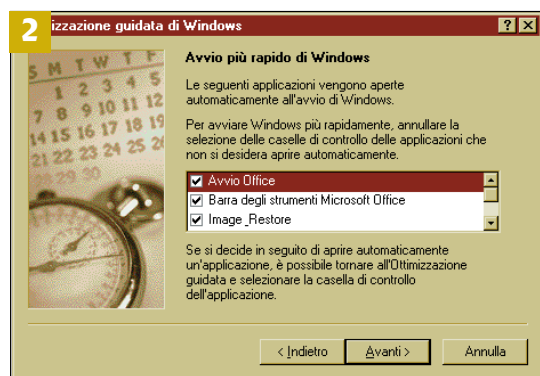 2
izzazione guidata di Windows
Avvio più rapido di Windows
Le seguenti applicazioni vengono aperte
automaticamente all'avvio di Windows.
Per avviare Windows più rapidamente, annullare la
selezione delle caselle di controllo delle applicazioni che
non si desidera aprire automaticamente.
Avvio Office
Barra degli strumenti Microsoft Office
Image_Restore
Se si decide in seguito di aprire automaticamente
un'applicazione, è possibile tornare all'Ottimizzazione
guidata e selezionare la casella di controllo
dell'applicazione.
< Indietro
Avanti >
Annulla
S M T W T F
1 2 3 4 5
7 8 9 10 11 12
14 15 16 17 18 19
21 22 23 24 25 26
28 29 30